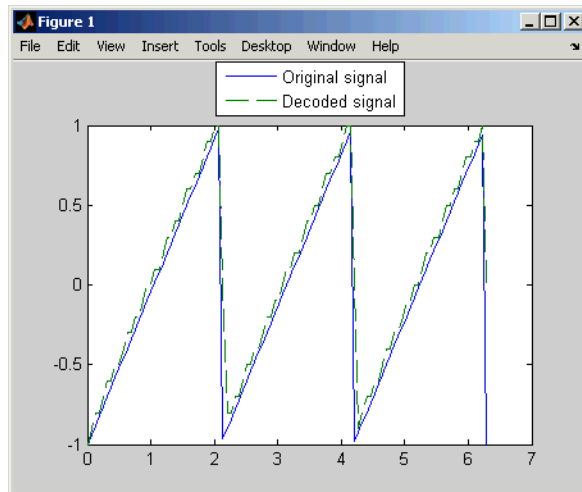 Figure 1
File Edit View Insert Tools Desktop Window Help
Original signal
Decoded signal
1
0.5
0
-0.5
-1
0 1 2 3 4 5 6 7